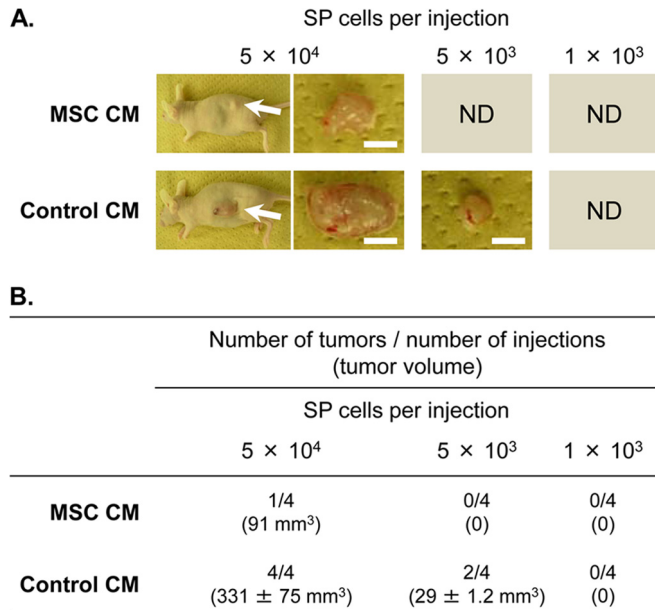 A.
SP cells per injection
5 × 10⁴ 5 × 10³ 1 × 10³
MSC CM ND ND
Control CM ND
B.
Number of tumors / number of injections
(tumor volume)
SP cells per injection
5 × 10⁴ 5 × 10³ 1 × 10³
MSC CM 1/4 0/4 0/4
(91 mm³) (0) (0)
Control CM 4/4 2/4 0/4
(331 ± 75 mm³) (29 ± 1.2 mm³) (0)